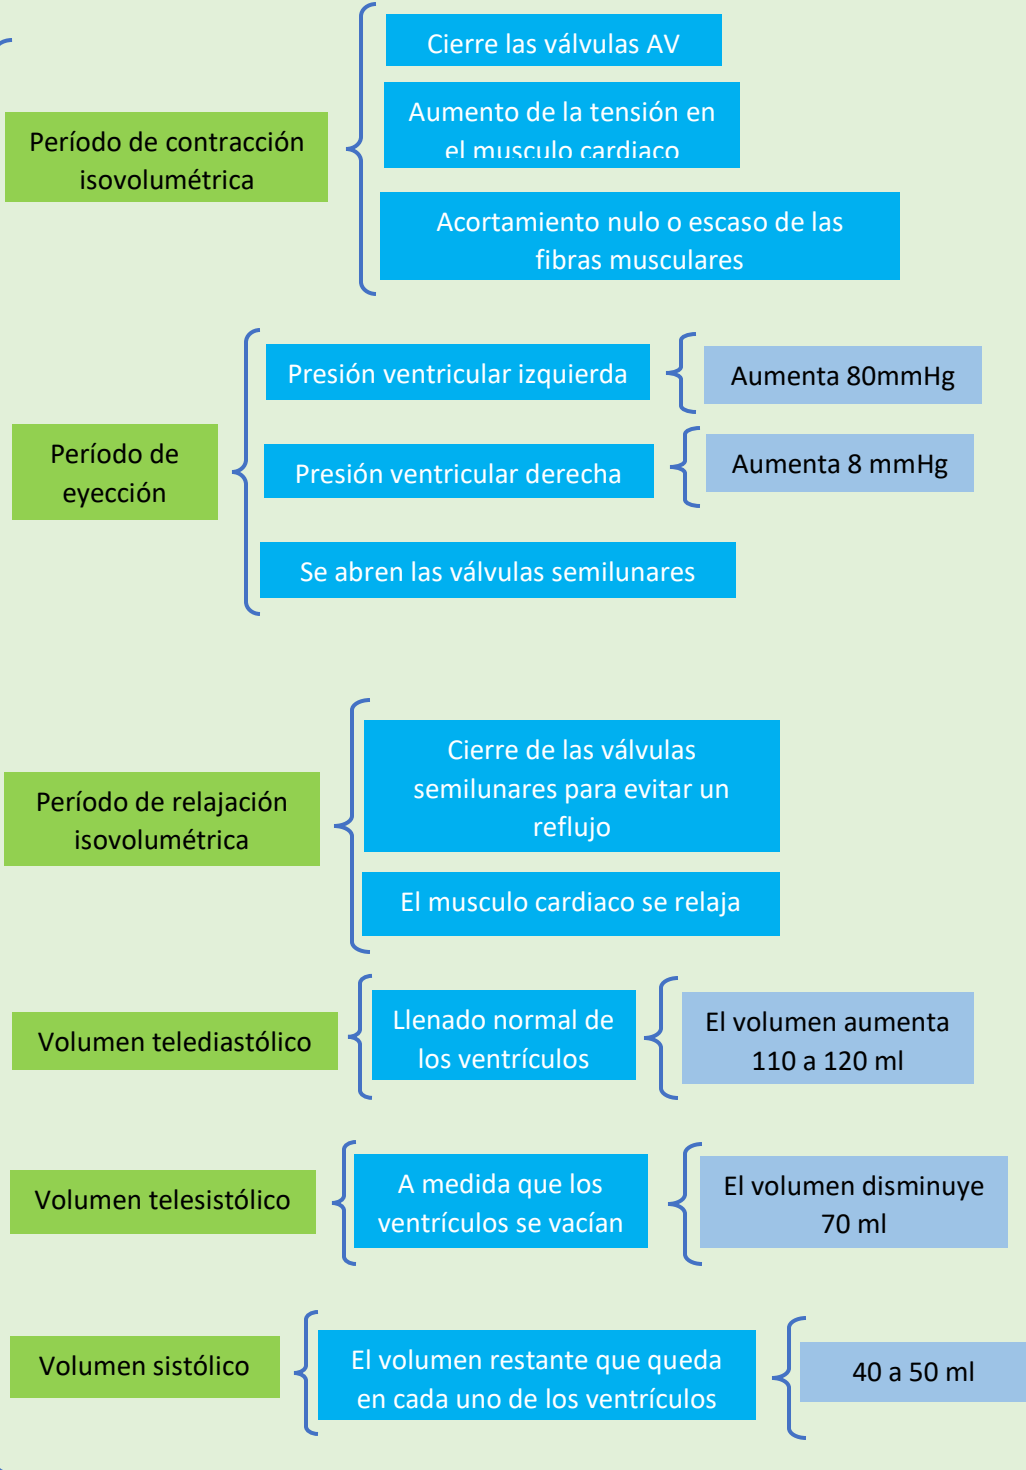 Período de contracción
isovolumétrica
Cierre las válvulas AV
Aumento de la tensión en
el musculo cardiaco
Acortamiento nulo o escaso de las
fibras musculares
Período de
eyección
Presión ventricular izquierda
Aumenta 80mmHg
Presión ventricular derecha
Aumenta 8 mmHg
Se abren las válvulas semilunares
Período de relajación
isovolumétrica
Cierre de las válvulas
semilunares para evitar un
reflujo
El musculo cardiaco se relaja
Volumen telediastólico
Llenado normal de
los ventrículos
El volumen aumenta
110 a 120 ml
Volumen telesistólico
A medida que los
ventrículos se vacían
El volumen disminuye
70 ml
Volumen sistólico
El volumen restante que queda
en cada uno de los ventrículos
40 a 50 ml